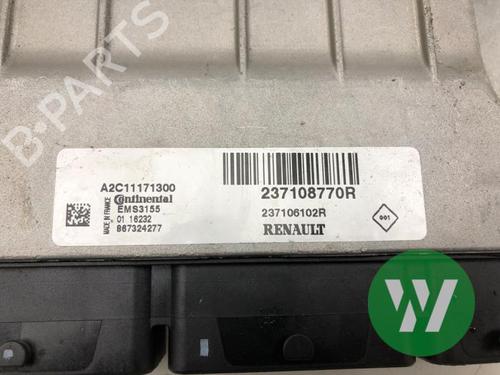 B-PARTS
A2C11171300
Continental
EMS3155
01 16232
867324277
MADE IN FRANCE
237108770R
237106102R
RENAULT
001
W